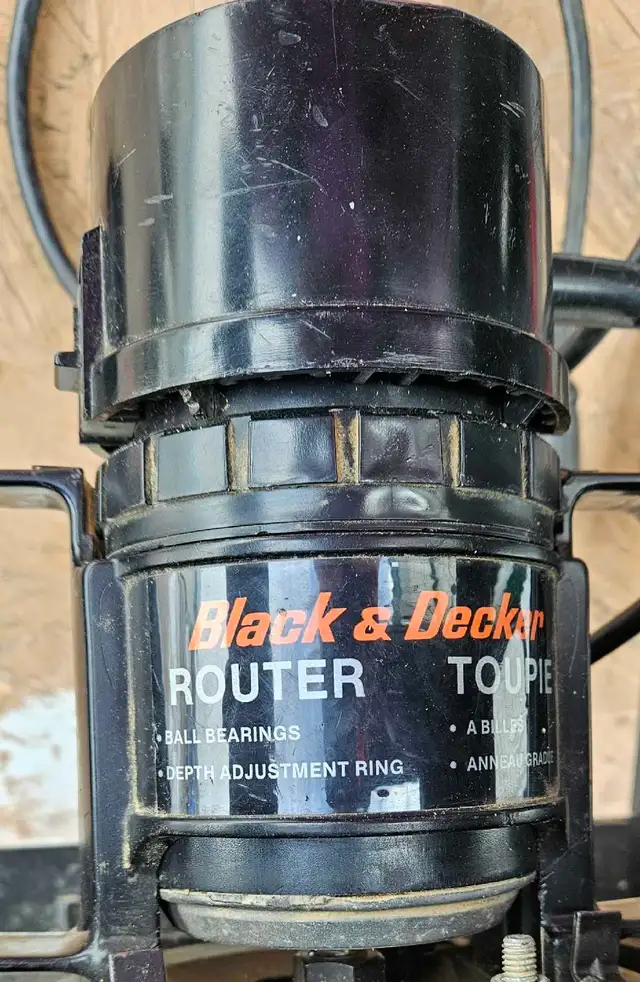 Black & Decker
ROUTER TOUPIE
• BALL BEARINGS • A BILLES
• DEPTH ADJUSTMENT RING • ANNEAU GRADUÉ